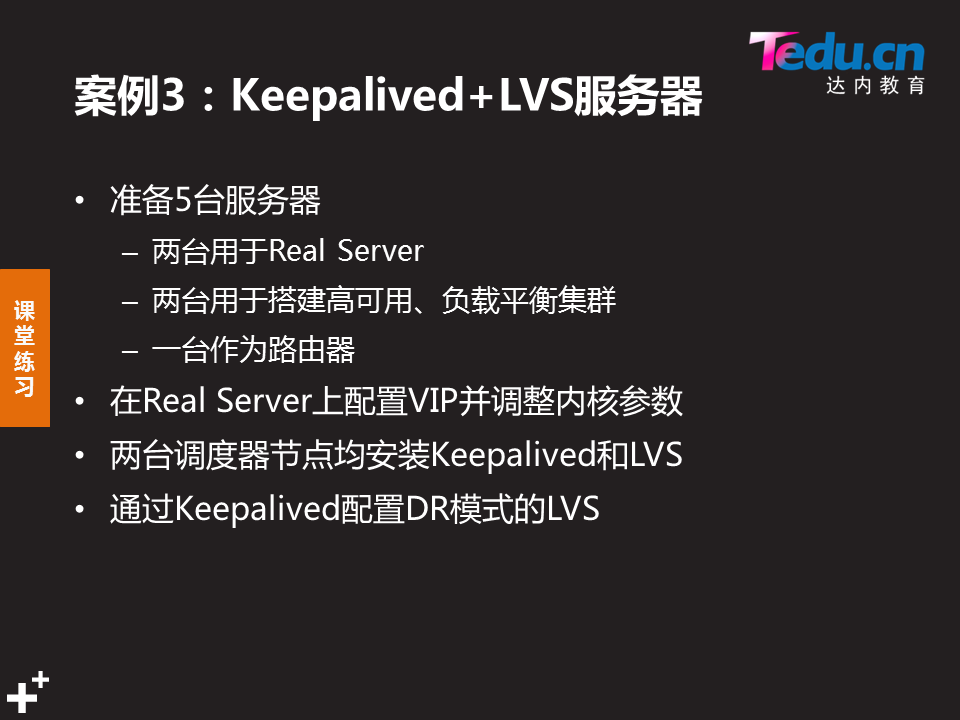 Tedu.cn
达内教育
案例3：Keepalived+LVS服务器
• 准备5台服务器
– 两台用于Real Server
– 两台用于搭建高可用、负载平衡集群
– 一台作为路由器
• 在Real Server上配置VIP并调整内核参数
• 两台调度器节点均安装Keepalived和LVS
• 通过Keepalived配置DR模式的LVS
课堂练习